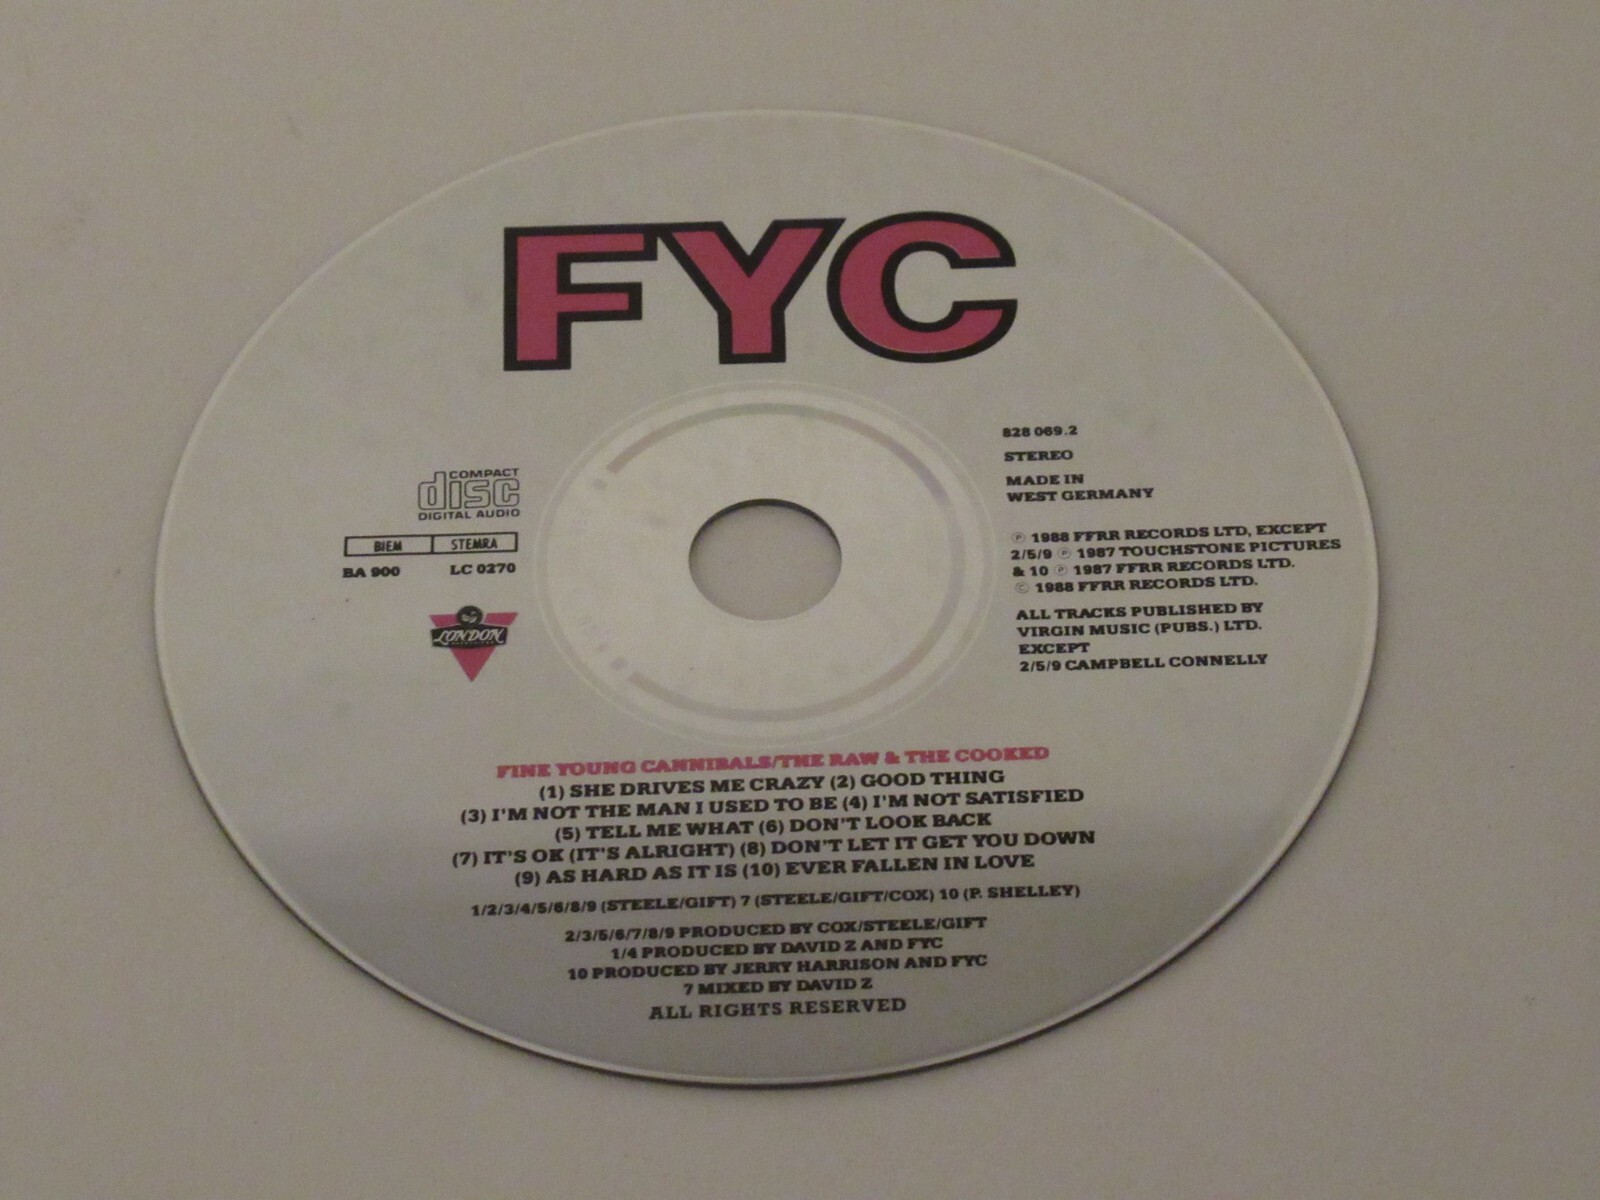 FYC
COMPACT
disc
DIGITAL AUDIO
BIEM STEMRA
BA 900 LC 0270
LONDON
828 069.2
STEREO
MADE IN
WEST GERMANY
℗ 1988 FFRR RECORDS LTD, EXCEPT
2/5/9 ℗ 1987 TOUCHSTONE PICTURES
& 10 ℗ 1987 FFRR RECORDS LTD.
© 1988 FFRR RECORDS LTD.
ALL TRACKS PUBLISHED BY
VIRGIN MUSIC (PUBS.) LTD.
EXCEPT
2/5/9 CAMPBELL CONNELLY
FINE YOUNG CANNIBALS/THE RAW & THE COOKED
(1) SHE DRIVES ME CRAZY (2) GOOD THING
(3) I'M NOT THE MAN I USED TO BE (4) I'M NOT SATISFIED
(5) TELL ME WHAT (6) DON'T LOOK BACK
(7) IT'S OK (IT'S ALRIGHT) (8) DON'T LET IT GET YOU DOWN
(9) AS HARD AS IT IS (10) EVER FALLEN IN LOVE
1/2/3/4/5/6/8/9 (STEELE/GIFT) 7 (STEELE/GIFT/COX) 10 (P. SHELLEY)
2/3/5/6/7/8/9 PRODUCED BY COX/STEELE/GIFT
1/4 PRODUCED BY DAVID Z AND FYC
10 PRODUCED BY JERRY HARRISON AND FYC
7 MIXED BY DAVID Z
ALL RIGHTS RESERVED